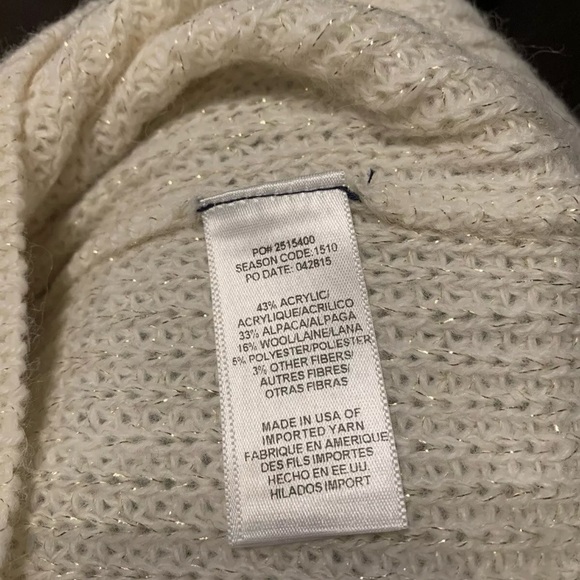 PO# 2515400
SEASON CODE: 1510
PO DATE: 042815
43% ACRYLIC/
ACRYLIQUE/ACRILICO
33% ALPACA/ALPAGA
16% WOOL/LAINE/LANA
5% POLYESTER/POLYESTER
3% OTHER FIBERS/
AUTRES FIBRES/
OTRAS FIBRAS
MADE IN USA OF
IMPORTED YARN
FABRIQUE EN AMERIQUE
DES FILS IMPORTES
HECHO EN EE.UU.
HILADOS IMPORT